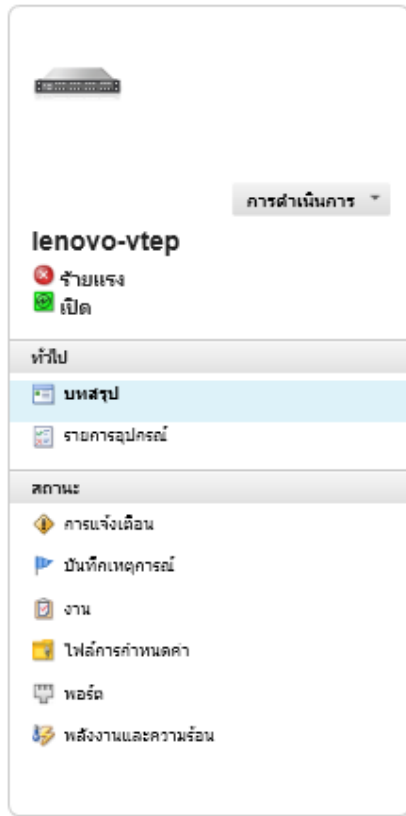 การดำเนินการ
lenovo-vtep
ร้ายแรง
เปิด
ทั่วไป
บทสรุป
รายการอุปกรณ์
สถานะ
การแจ้งเตือน
บันทึกเหตุการณ์
งาน
ไฟล์การกำหนดค่า
พอร์ต
พลังงานและความร้อน